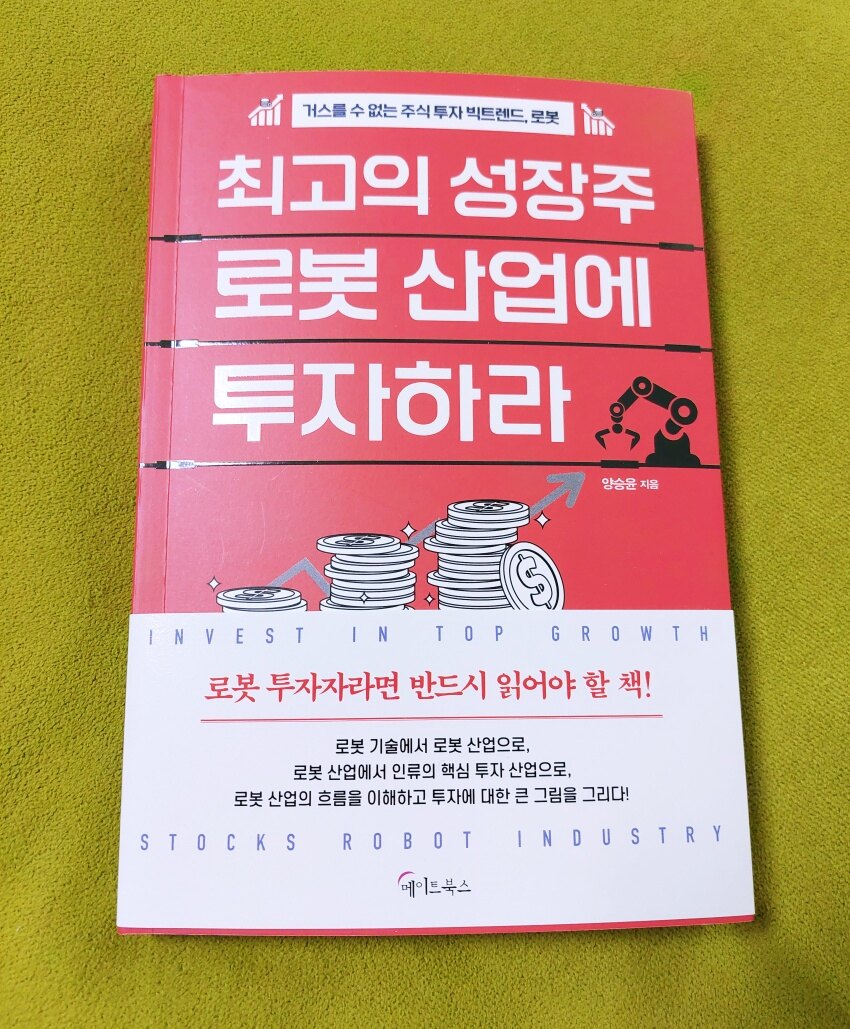 거스를 수 없는 주식 투자 빅트렌드, 로봇
최고의 성장주
로봇 산업에
투자하라
양승윤 지음
INVEST IN TOP GROWTH
로봇 투자자라면 반드시 읽어야 할 책!
로봇 기술에서 로봇 산업으로,
로봇 산업에서 인류의 핵심 투자 산업으로,
로봇 산업의 흐름을 이해하고 투자에 대한 큰 그림을 그리다!
STOCKS ROBOT INDUSTRY
메이트북스